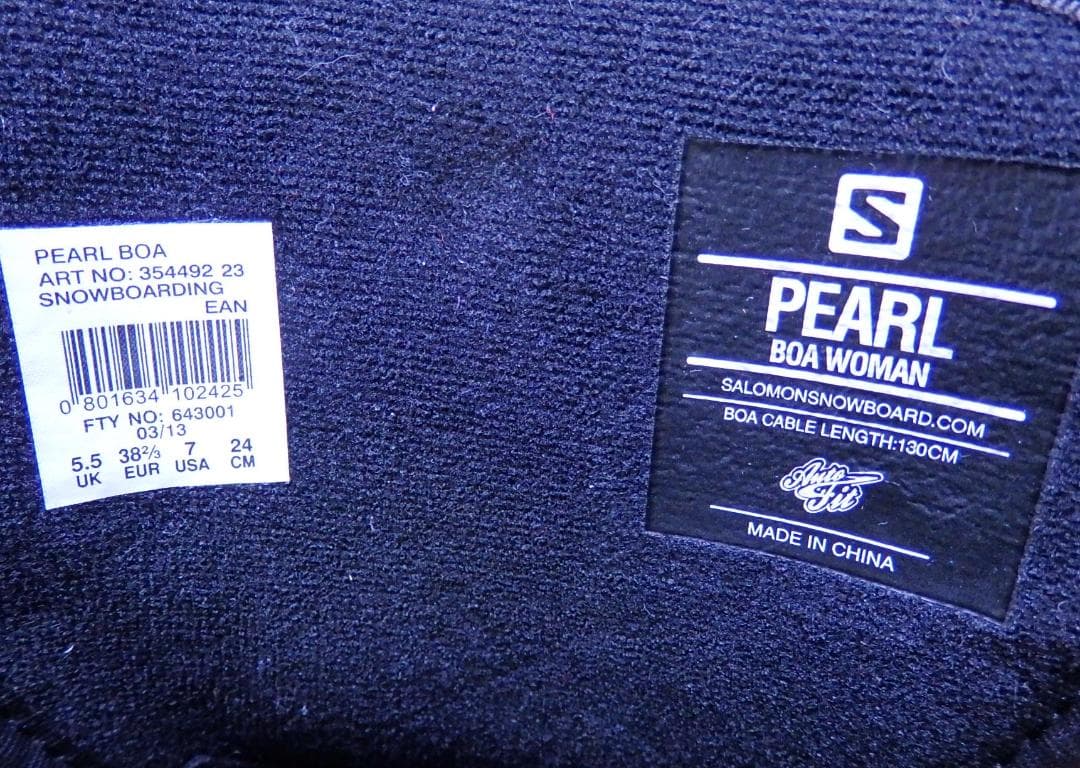 PEARL BOA
ART NO: 354492 23
SNOWBOARDING
EAN
0 801634 102425
FTY NO: 643001
03/13
5.5 38⅔ 7 24
UK EUR USA CM
S
PEARL
BOA WOMAN
SALOMONSNOWBOARD.COM
BOA CABLE LENGTH:130CM
Auto
Fit
MADE IN CHINA